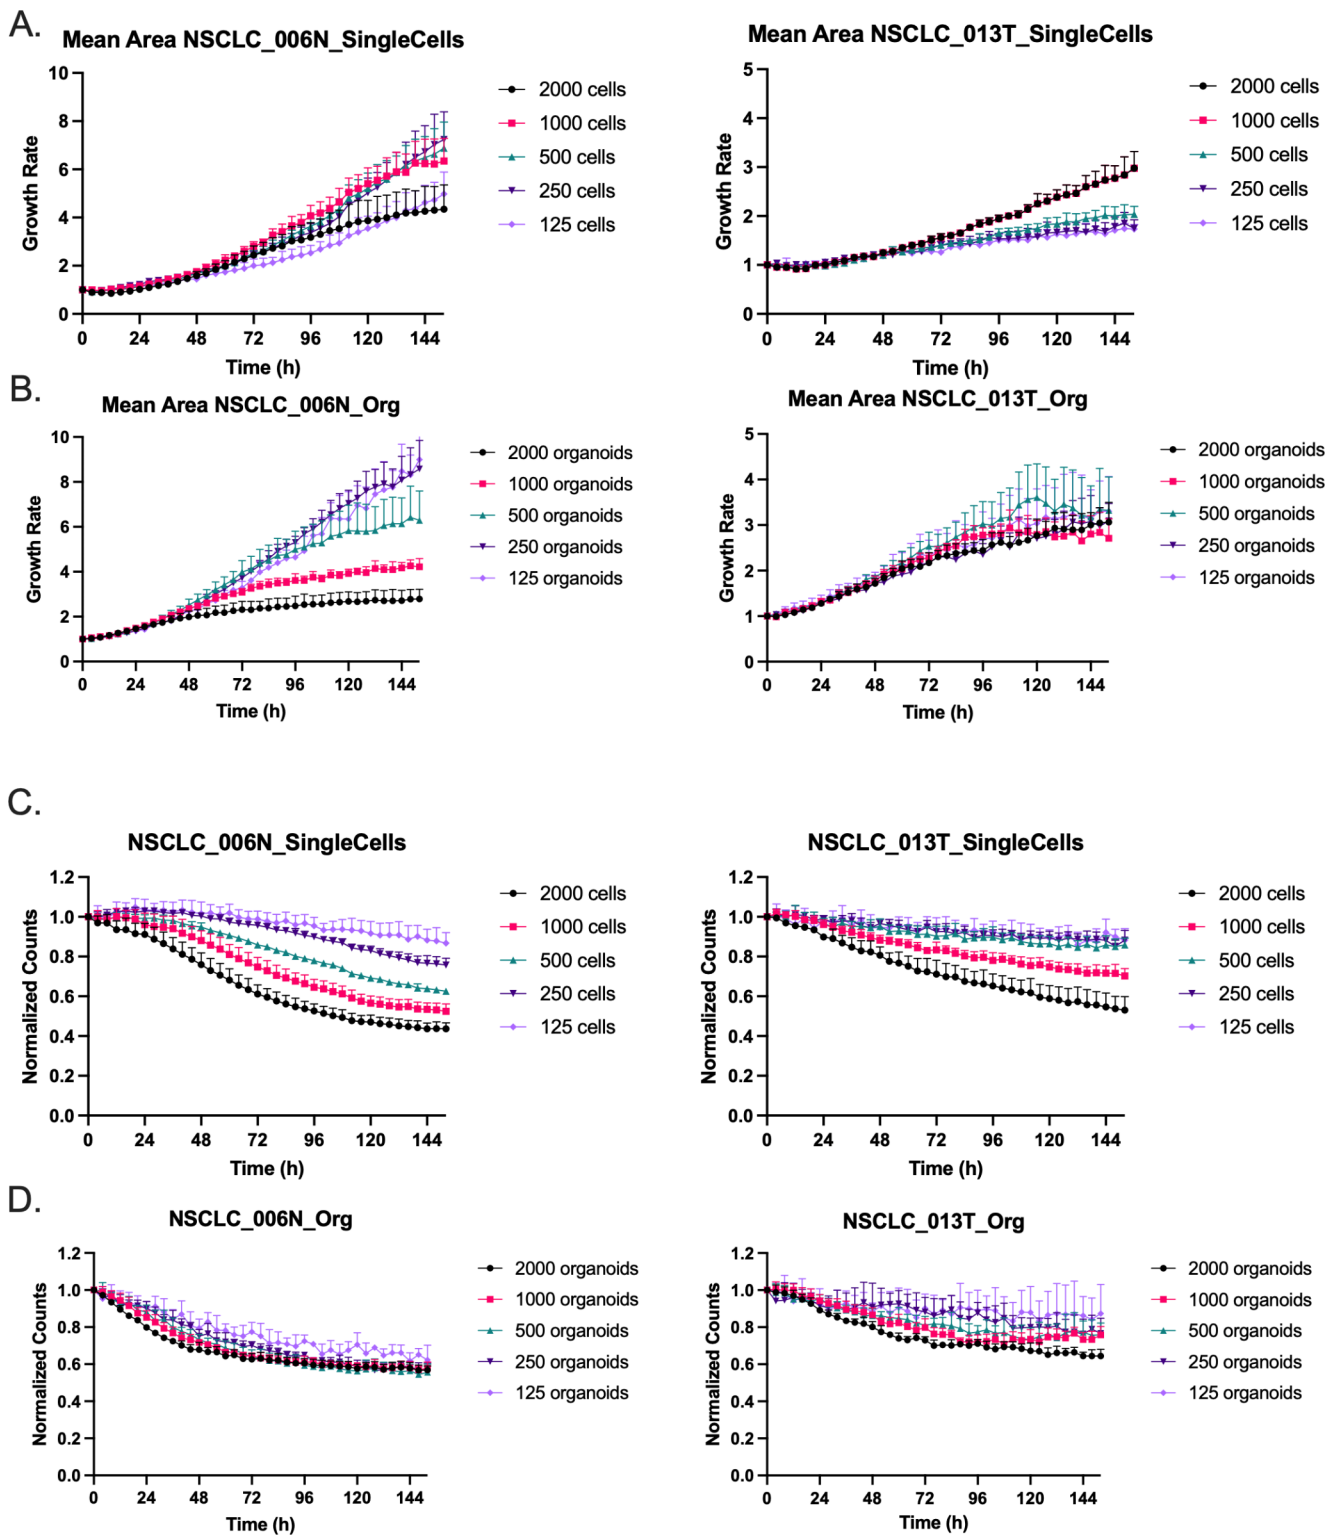 A.
Mean Area NSCLC_006N_SingleCells
Growth Rate
10
8
6
4
2
0
0 24 48 72 96 120 144
Time (h)
2000 cells
1000 cells
500 cells
250 cells
125 cells
Mean Area NSCLC_013T_SingleCells
Growth Rate
5
4
3
2
1
0
0 24 48 72 96 120 144
Time (h)
2000 cells
1000 cells
500 cells
250 cells
125 cells
B.
Mean Area NSCLC_006N_Org
Growth Rate
10
8
6
4
2
0
0 24 48 72 96 120 144
Time (h)
2000 organoids
1000 organoids
500 organoids
250 organoids
125 organoids
Mean Area NSCLC_013T_Org
Growth Rate
5
4
3
2
1
0
0 24 48 72 96 120 144
Time (h)
2000 organoids
1000 organoids
500 organoids
250 organoids
125 organoids
C.
NSCLC_006N_SingleCells
Normalized Counts
1.2
1.0
0.8
0.6
0.4
0.2
0.0
0 24 48 72 96 120 144
Time (h)
2000 cells
1000 cells
500 cells
250 cells
125 cells
NSCLC_013T_SingleCells
Normalized Counts
1.2
1.0
0.8
0.6
0.4
0.2
0.0
0 24 48 72 96 120 144
Time (h)
2000 cells
1000 cells
500 cells
250 cells
125 cells
D.
NSCLC_006N_Org
Normalized Counts
1.2
1.0
0.8
0.6
0.4
0.2
0.0
0 24 48 72 96 120 144
Time (h)
2000 organoids
1000 organoids
500 organoids
250 organoids
125 organoids
NSCLC_013T_Org
Normalized Counts
1.2
1.0
0.8
0.6
0.4
0.2
0.0
0 24 48 72 96 120 144
Time (h)
2000 organoids
1000 organoids
500 organoids
250 organoids
125 organoids